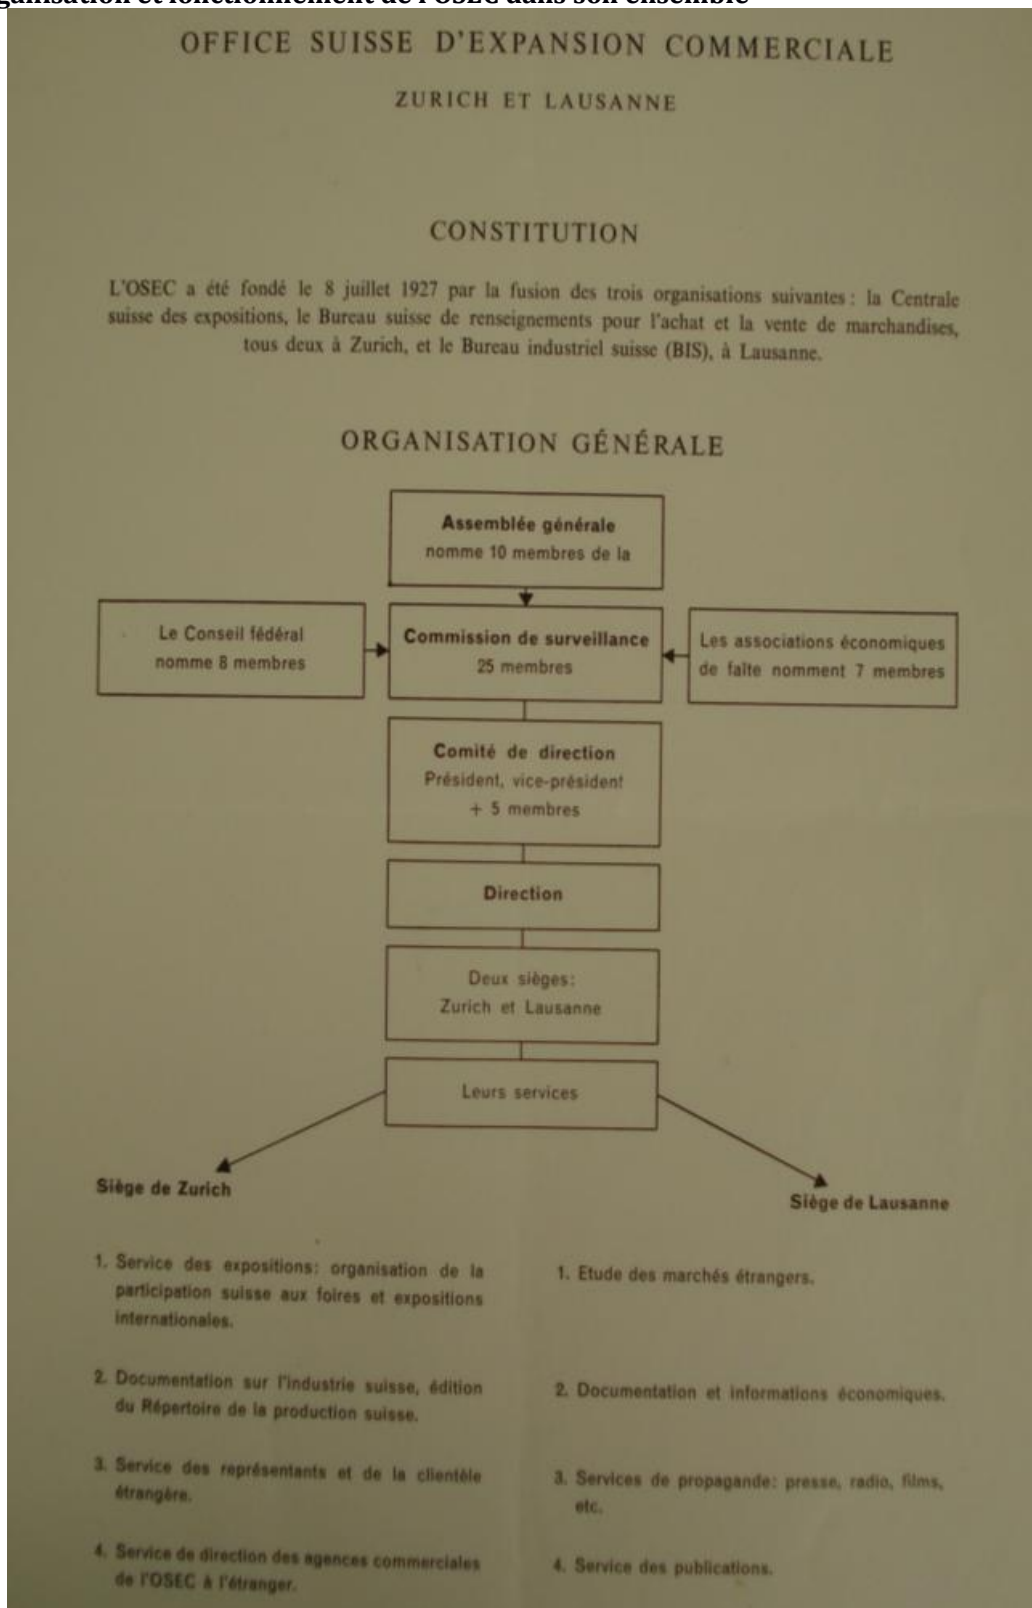 ganisation et fonctionnement de l'OSEC dans son ensemble
OFFICE SUISSE D'EXPANSION COMMERCIALE
ZURICH ET LAUSANNE
CONSTITUTION
L'OSEC a été fondé le 8 juillet 1927 par la fusion des trois organisations suivantes : la Centrale
suisse des expositions, le Bureau suisse de renseignements pour l'achat et la vente de marchandises,
tous deux à Zurich, et le Bureau industriel suisse (BIS), à Lausanne.
ORGANISATION GÉNÉRALE
Assemblée générale
nomme 10 membres de la
Le Conseil fédéral
nomme 8 membres
Commission de surveillance
25 membres
Les associations économiques
de faîte nomment 7 membres
Comité de direction
Président, vice-président
+ 5 membres
Direction
Deux sièges:
Zurich et Lausanne
Leurs services
Siège de Zurich
1. Service des expositions: organisation de la
participation suisse aux foires et expositions
internationales.
2. Documentation sur l'industrie suisse, édition
du Répertoire de la production suisse.
3. Service des représentants et de la clientèle
étrangère.
4. Service de direction des agences commerciales
de l'OSEC à l'étranger.
Siège de Lausanne
1. Etude des marchés étrangers.
2. Documentation et informations économiques.
3. Services de propagande: presse, radio, films,
etc.
4. Service des publications.